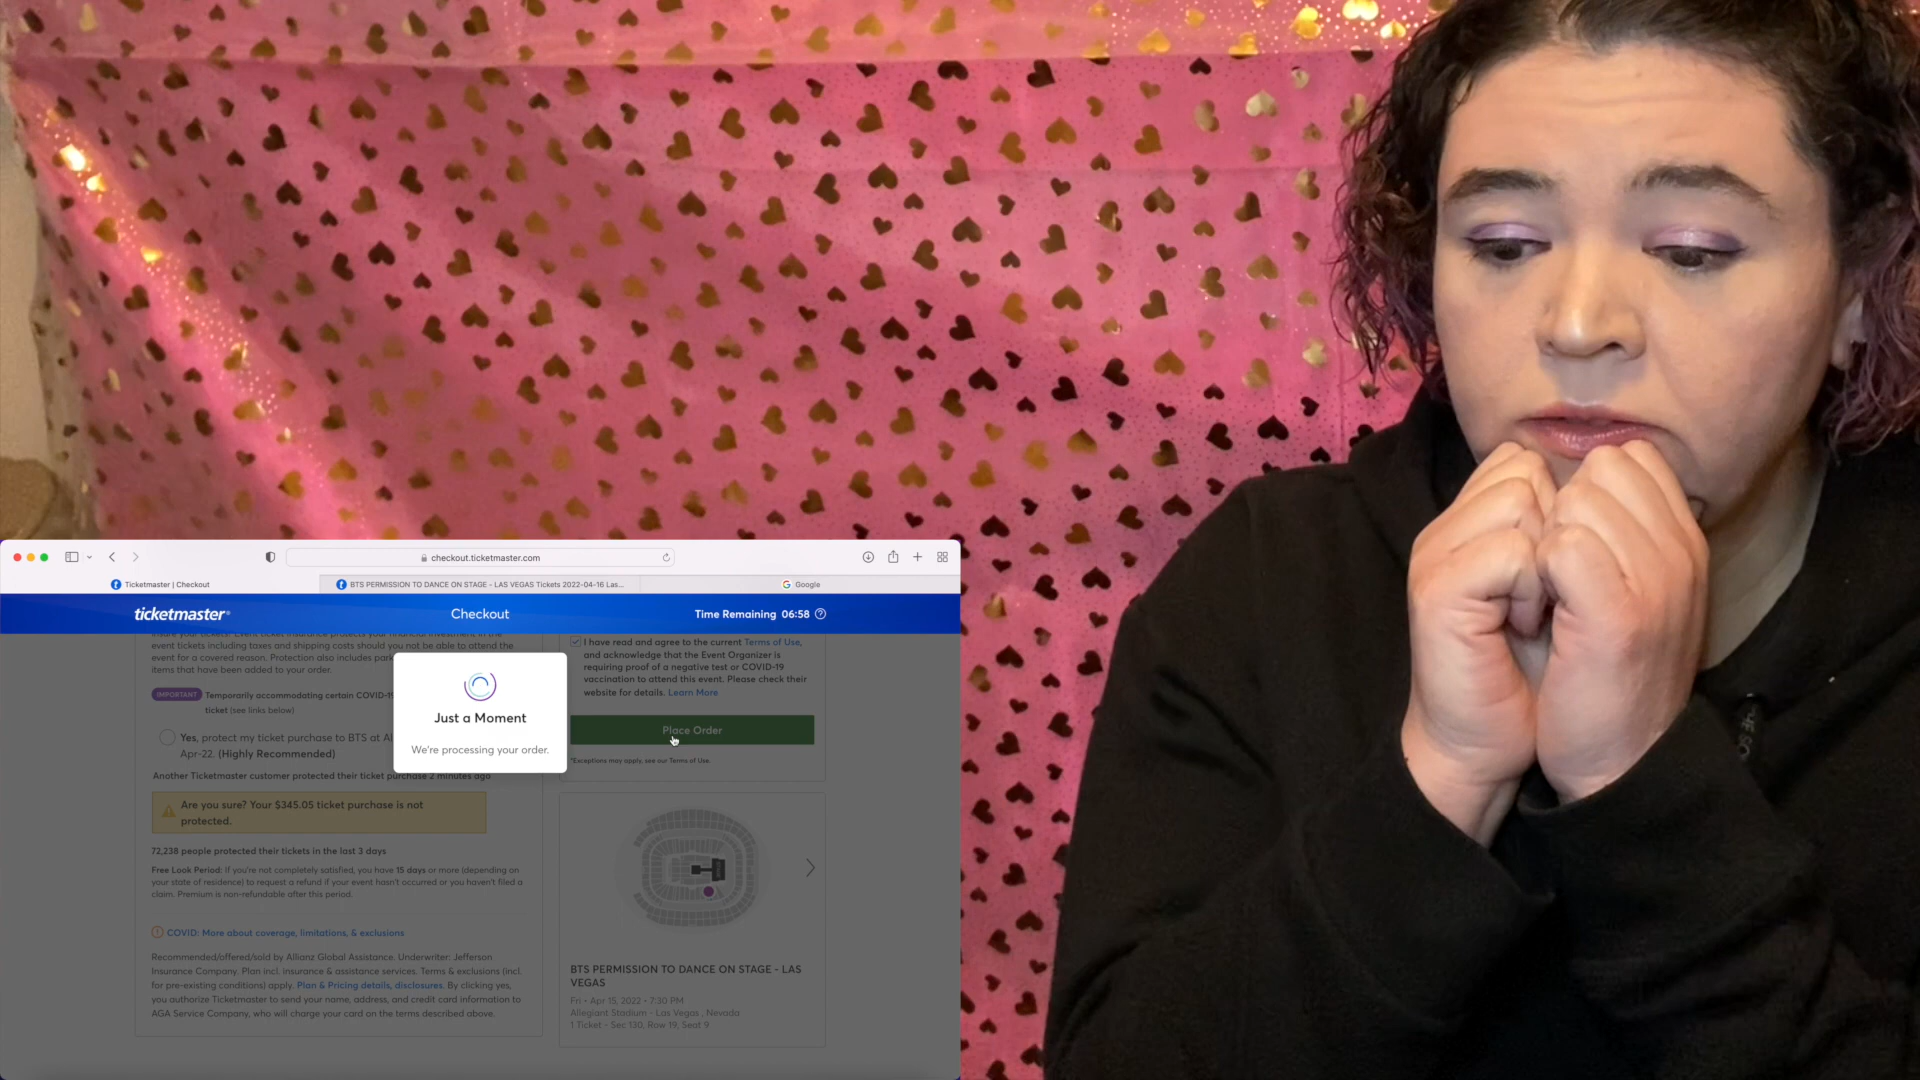 checkout.ticketmaster.com
Ticketmaster | Checkout
BTS PERMISSION TO DANCE ON STAGE - LAS VEGAS Tickets 2022-04-16 Las...
Google
ticketmaster®
Checkout
Time Remaining 06:58
event tickets including taxes and shipping costs should you not be able to attend the
event for a covered reason. Protection also includes park
items that have been added to your order.
IMPORTANT Temporarily accommodating certain COVID-19
ticket (see links below)
Yes, protect my ticket purchase to BTS at Al
Apr-22. (Highly Recommended)
Another Ticketmaster customer protected their ticket purchase 2 minutes ago
Are you sure? Your $345.05 ticket purchase is not
protected.
72,238 people protected their tickets in the last 3 days
Free Look Period: If you're not completely satisfied, you have 15 days or more (depending on
your state of residence) to request a refund if your event hasn't occurred or you haven't filed a
claim. Premium is non-refundable after this period.
COVID: More about coverage, limitations, & exclusions
Recommended/offered/sold by Allianz Global Assistance. Underwriter: Jefferson
Insurance Company. Plan incl. insurance & assistance services. Terms & exclusions (incl.
for pre-existing conditions) apply. Plan & Pricing details, disclosures. By clicking yes,
you authorize Ticketmaster to send your name, address, and credit card information to
AGA Service Company, who will charge your card on the terms described above.
Just a Moment
We're processing your order.
I have read and agree to the current Terms of Use,
and acknowledge that the Event Organizer is
requiring proof of a negative test or COVID-19
vaccination to attend this event. Please check their
website for details. Learn More
Place Order
*Exceptions may apply, see our Terms of Use.
BTS PERMISSION TO DANCE ON STAGE - LAS
VEGAS
Fri • Apr 15, 2022 • 7:30 PM
Allegiant Stadium - Las Vegas , Nevada
1 Ticket - Sec 130, Row 19, Seat 9